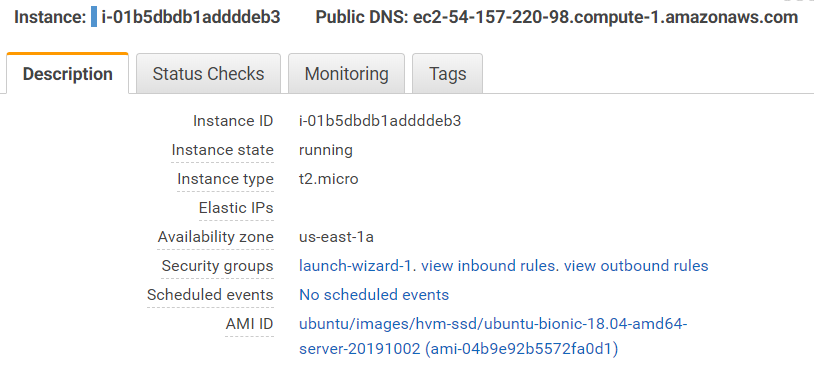 Instance: i-01b5dbdb1addddeb3 Public DNS: ec2-54-157-220-98.compute-1.amazonaws.com
Description Status Checks Monitoring Tags
Instance ID i-01b5dbdb1addddeb3
Instance state running
Instance type t2.micro
Elastic IPs
Availability zone us-east-1a
Security groups launch-wizard-1. view inbound rules. view outbound rules
Scheduled events No scheduled events
AMI ID ubuntu/images/hvm-ssd/ubuntu-bionic-18.04-amd64-
server-20191002 (ami-04b9e92b5572fa0d1)